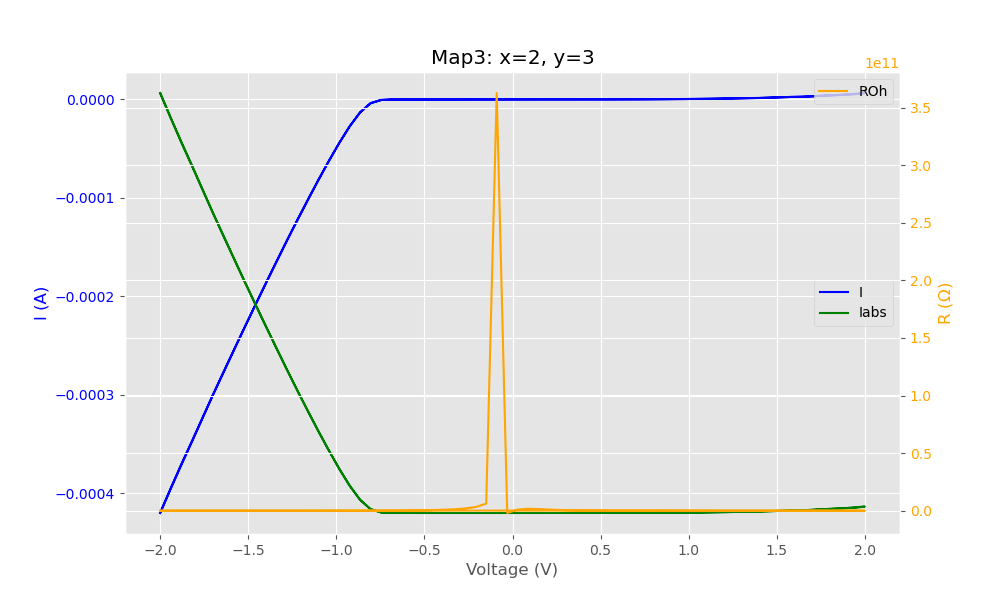 Map3: x=2, y=3
1e11
0.0000
−0.0001
−0.0002
−0.0003
−0.0004
I (A)
ROh
I
Iabs
3.5
3.0
2.5
2.0
1.5
1.0
0.5
0.0
R (Ω)
−2.0 −1.5 −1.0 −0.5 0.0 0.5 1.0 1.5 2.0
Voltage (V)